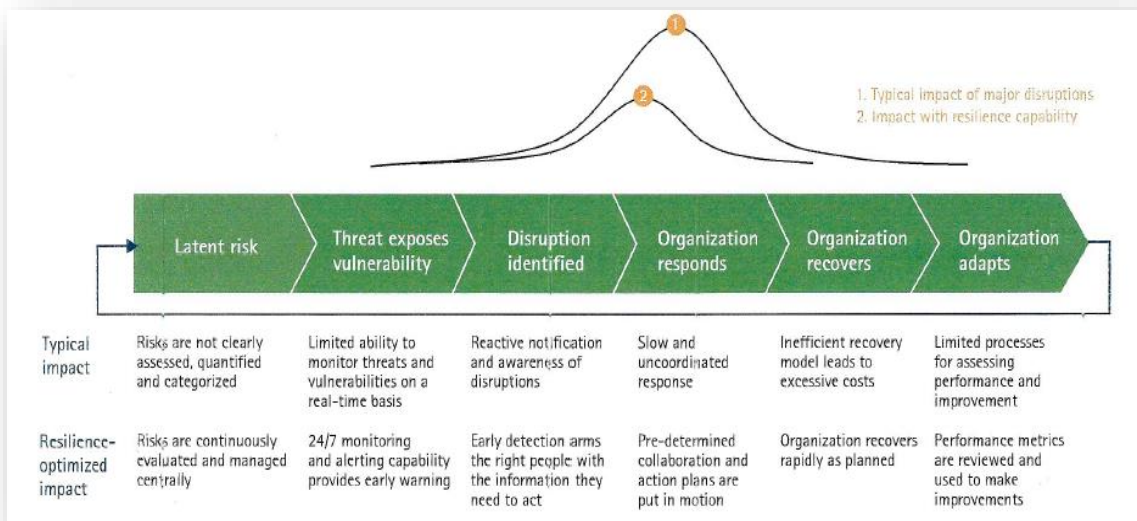 1
2
1. Typical impact of major disruptions
2. Impact with resilience capability
Latent risk
Threat exposes
vulnerability
Disruption
identified
Organization
responds
Organization
recovers
Organization
adapts
Typical
impact
Risks are not clearly
assessed, quantified
and categorized
Limited ability to
monitor threats and
vulnerabilities on a
real-time basis
Reactive notification
and awareness of
disruptions
Slow and
uncoordinated
response
Inefficient recovery
model leads to
excessive costs
Limited processes
for assessing
performance and
improvement
Resilience-
optimized
impact
Risks are continuously
evaluated and managed
centrally
24/7 monitoring
and alerting capability
provides early warning
Early detection arms
the right people with
the information they
need to act
Pre-determined
collaboration and
action plans are
put in motion
Organization recovers
rapidly as planned
Performance metrics
are reviewed and
used to make
improvements